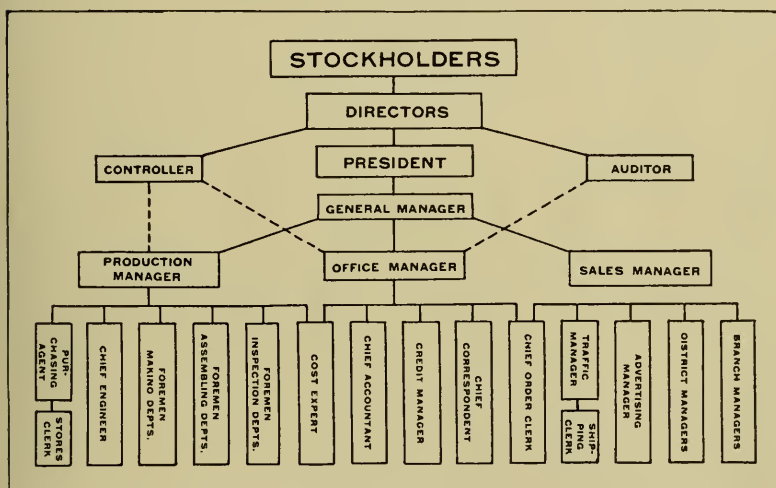 STOCKHOLDERS
DIRECTORS
CONTROLLER
PRESIDENT
AUDITOR
GENERAL MANAGER
PRODUCTION
MANAGER
OFFICE MANAGER
SALES MANAGER
PUR-
CHASING
AGENT
STORES
CLERK
CHIEF ENGINEER
FOREMEN
MAKING DEPTS.
FOREMEN
ASSEMBLING DEPTS.
FOREMEN
INSPECTION DEPTS.
COST EXPERT
CHIEF ACCOUNTANT
CREDIT MANAGER
CHIEF
CORRESPONDENT
CHIEF ORDER CLERK
TRAFFIC
MANAGER
SHIP-
PING
CLERK
ADVERTISING
MANAGER
DISTRICT MANAGERS
BRANCH MANAGERS